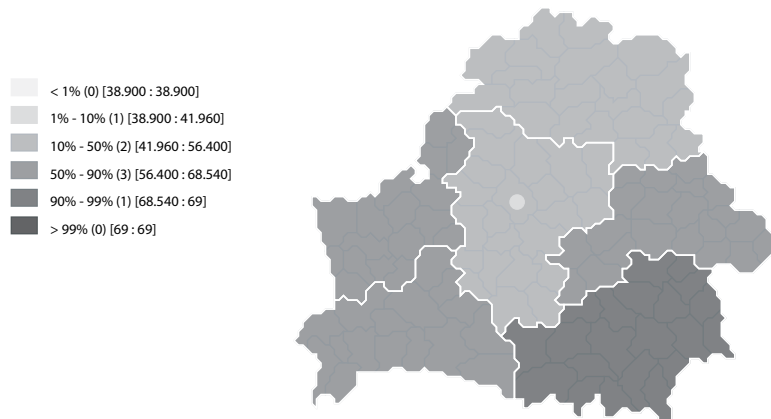 < 1% (0) [38.900 : 38.900]
1% - 10% (1) [38.900 : 41.960]
10% - 50% (2) [41.960 : 56.400]
50% - 90% (3) [56.400 : 68.540]
90% - 99% (1) [68.540 : 69]
> 99% (0) [69 : 69]